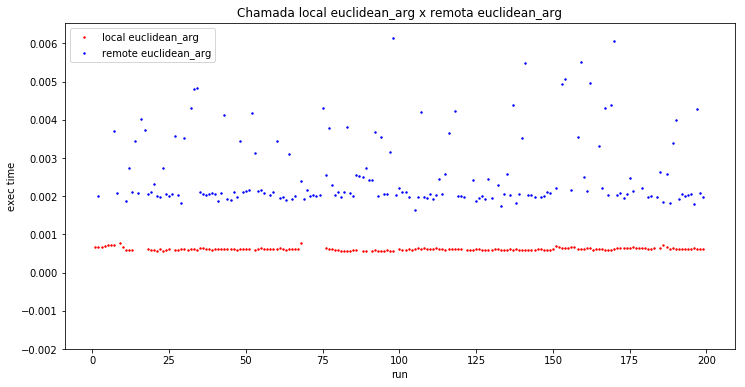 Chamada local euclidean_arg x remota euclidean_arg
local euclidean_arg
remote euclidean_arg
exec time
0.006
0.005
0.004
0.003
0.002
0.001
0.000
−0.001
−0.002
0 25 50 75 100 125 150 175 200
run